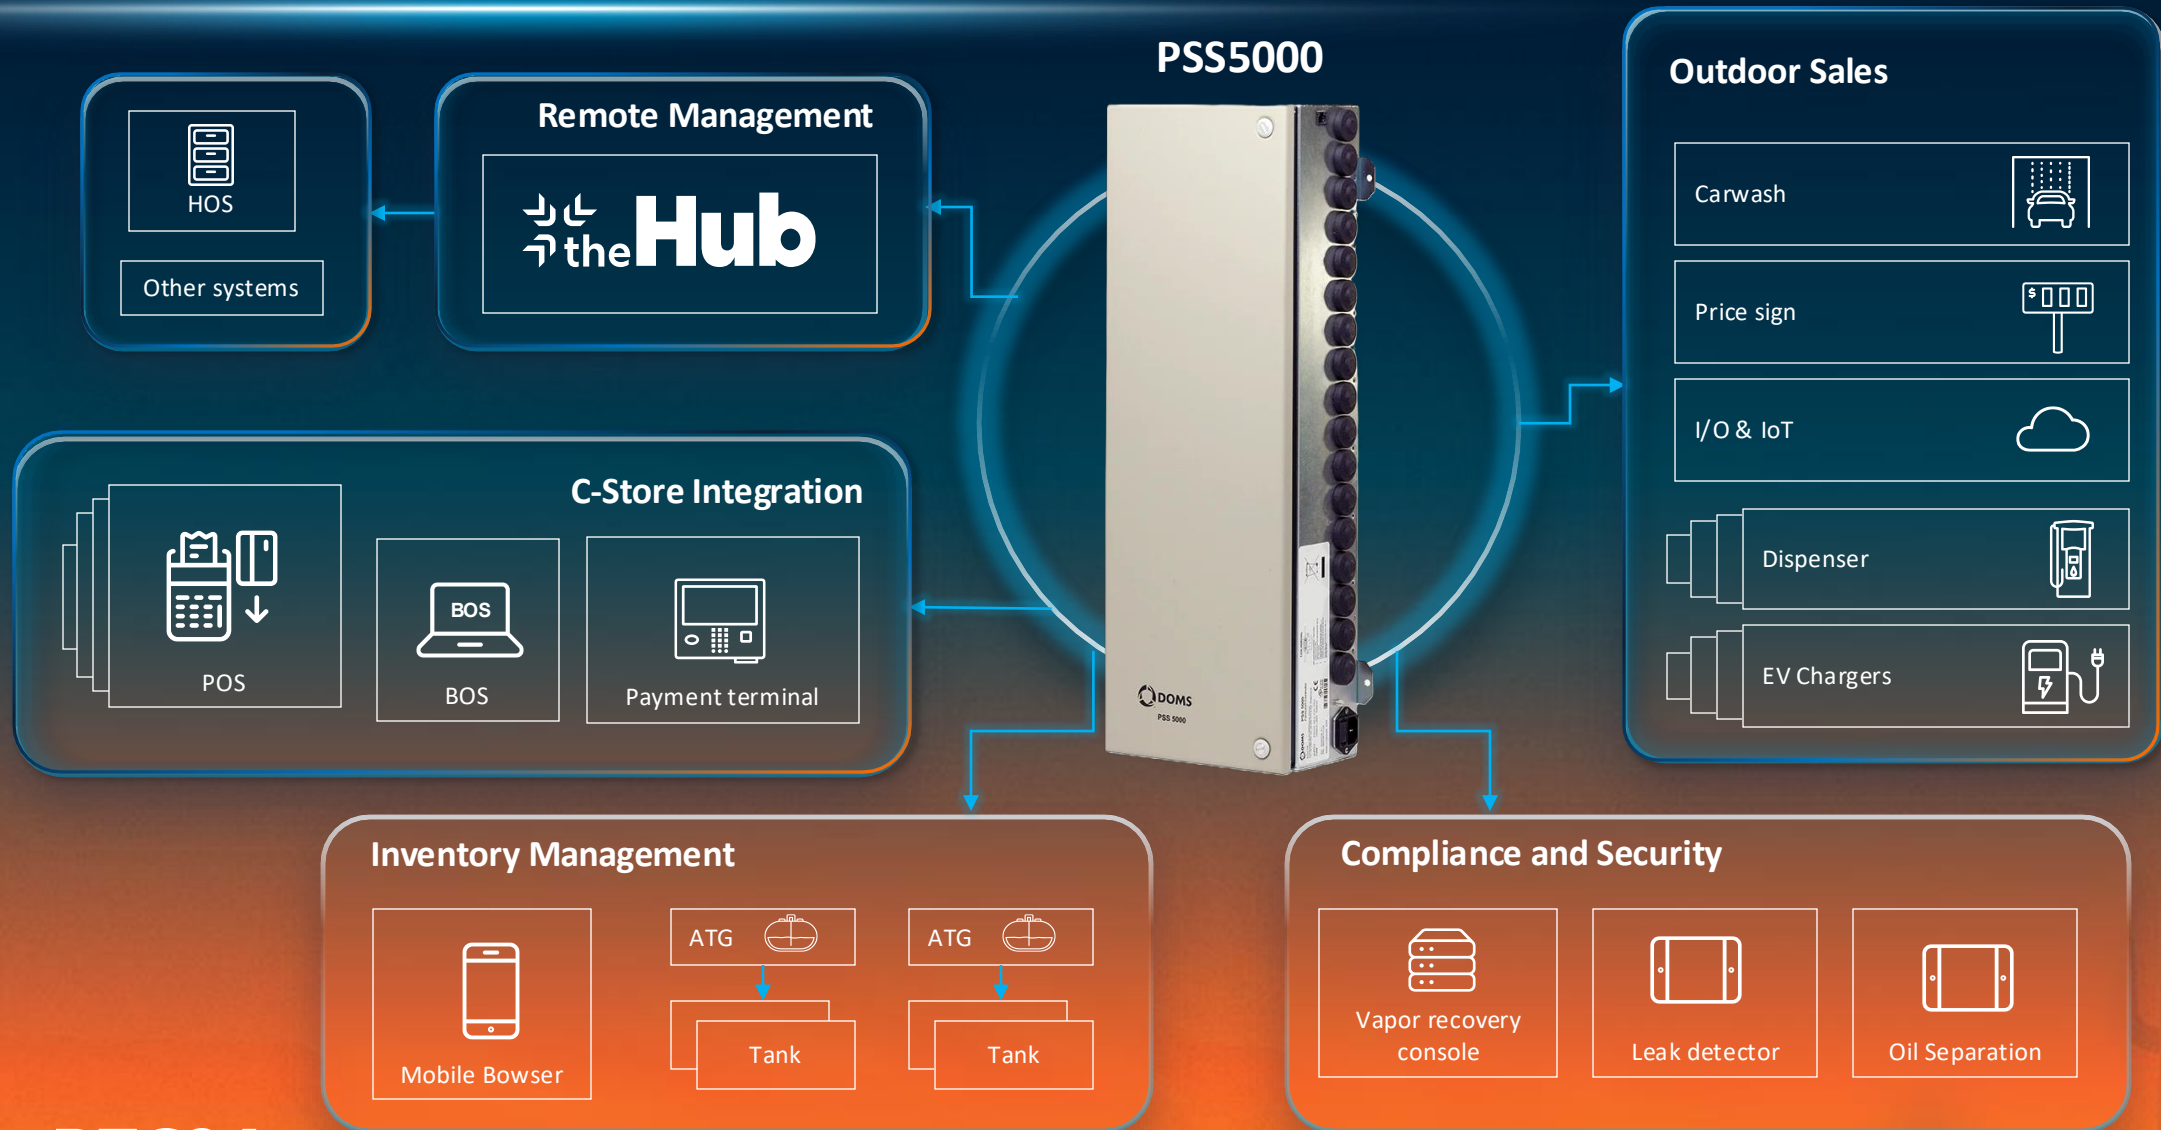 PSS5000
Outdoor Sales
Remote Management
HOS
theHub
Carwash
Other systems
Price sign
$
I/O & IoT
C-Store Integration
Dispenser
BOS
POS
BOS
Payment terminal
EV Chargers
DOMS
PSS 5000
Inventory Management
Compliance and Security
ATG
ATG
Vapor recovery
console
Tank
Tank
Leak detector
Oil Separation
Mobile Bowser